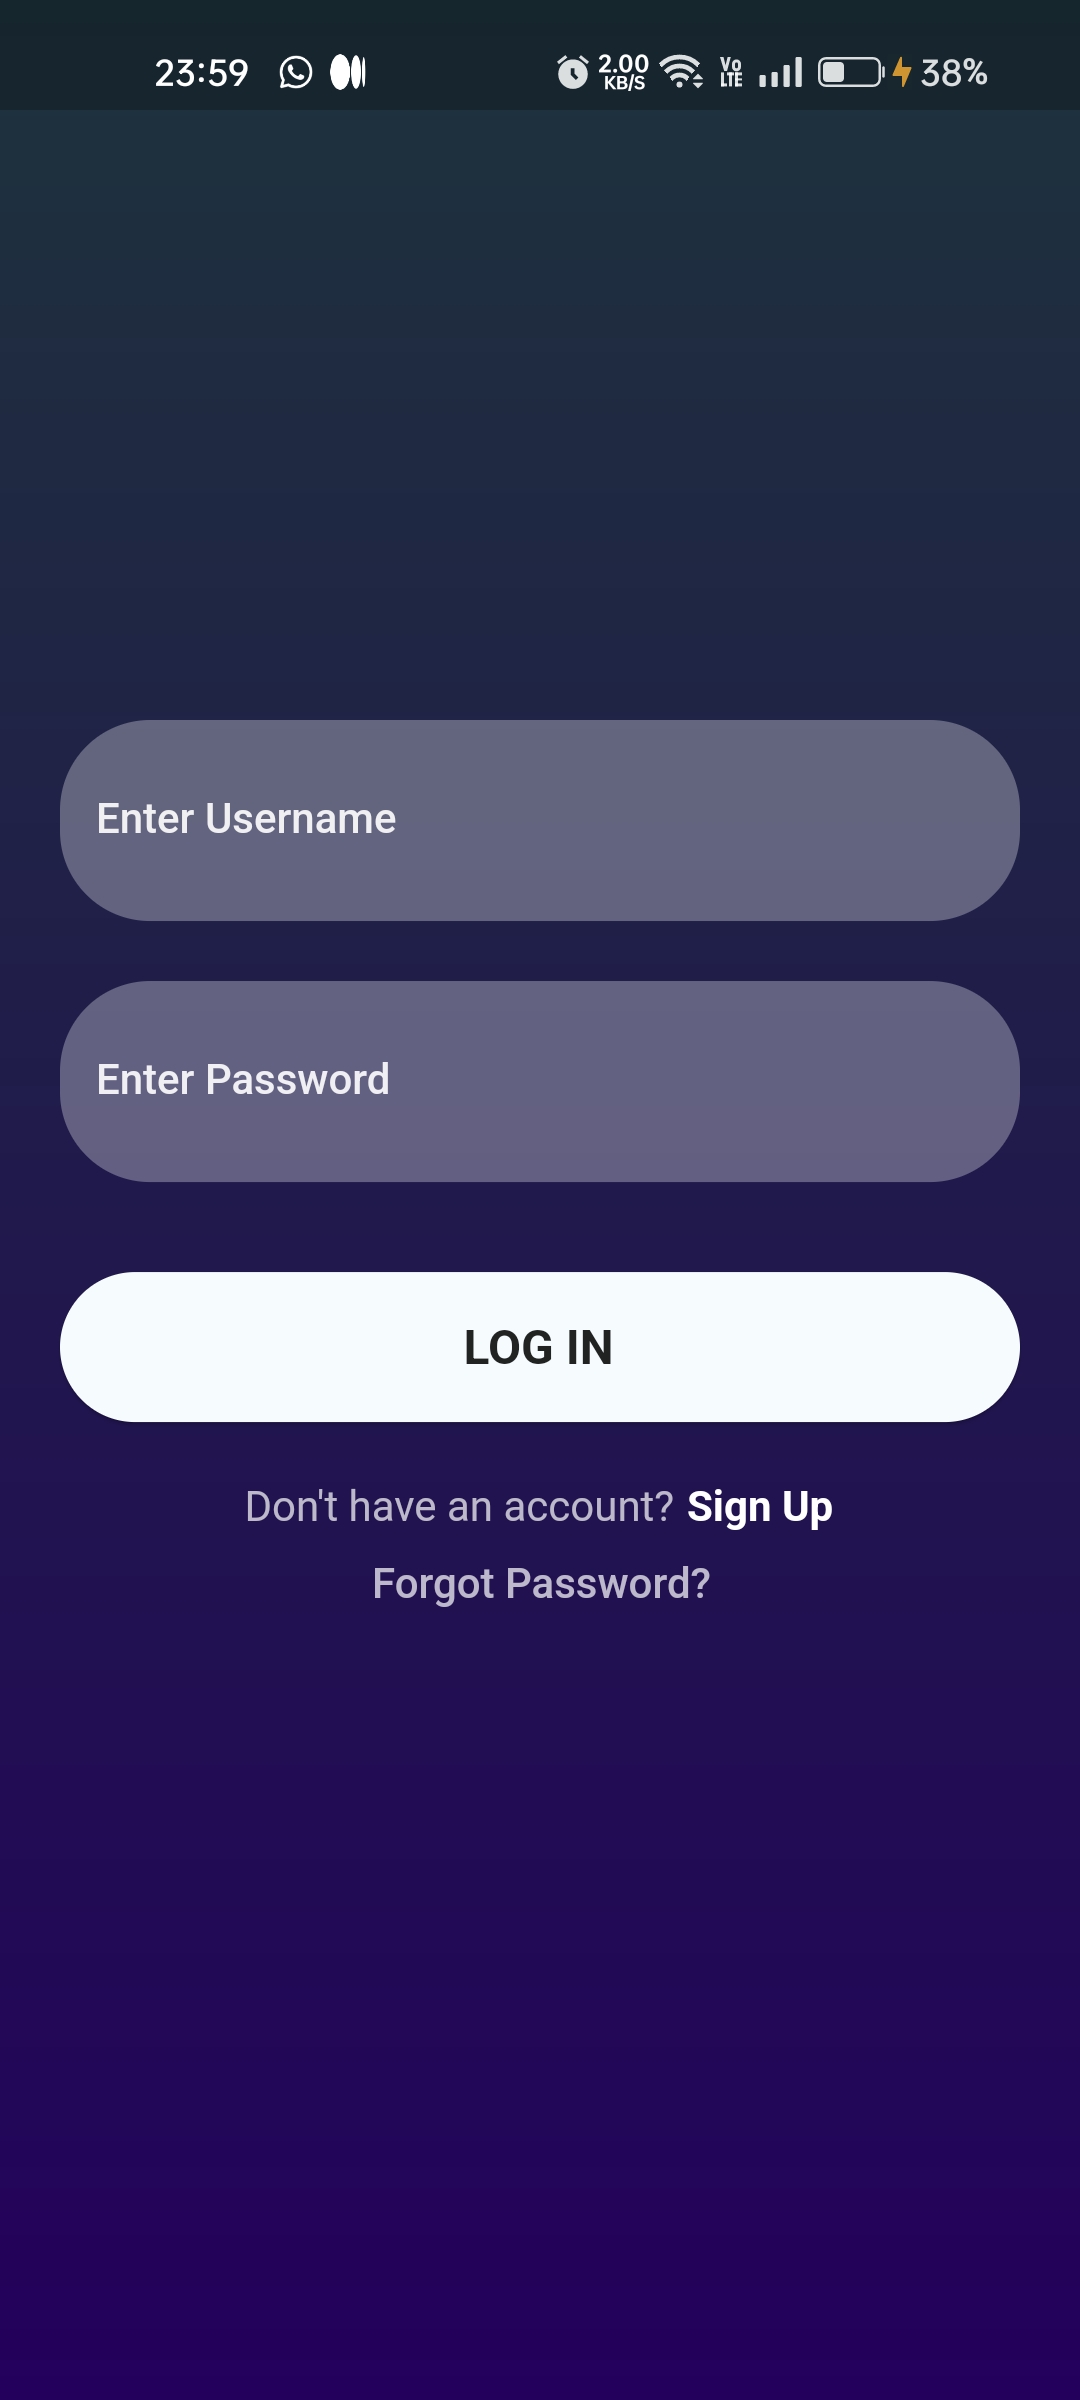 23:59 2.00 KB/S Vo LTE 38%
Enter Username
Enter Password
LOG IN
Don't have an account? Sign Up
Forgot Password?